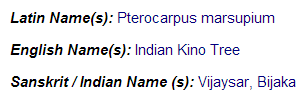 Latin Name(s): Pterocarpus marsupium
English Name(s): Indian Kino Tree
Sanskrit / Indian Name (s): Vijaysar, Bijaka